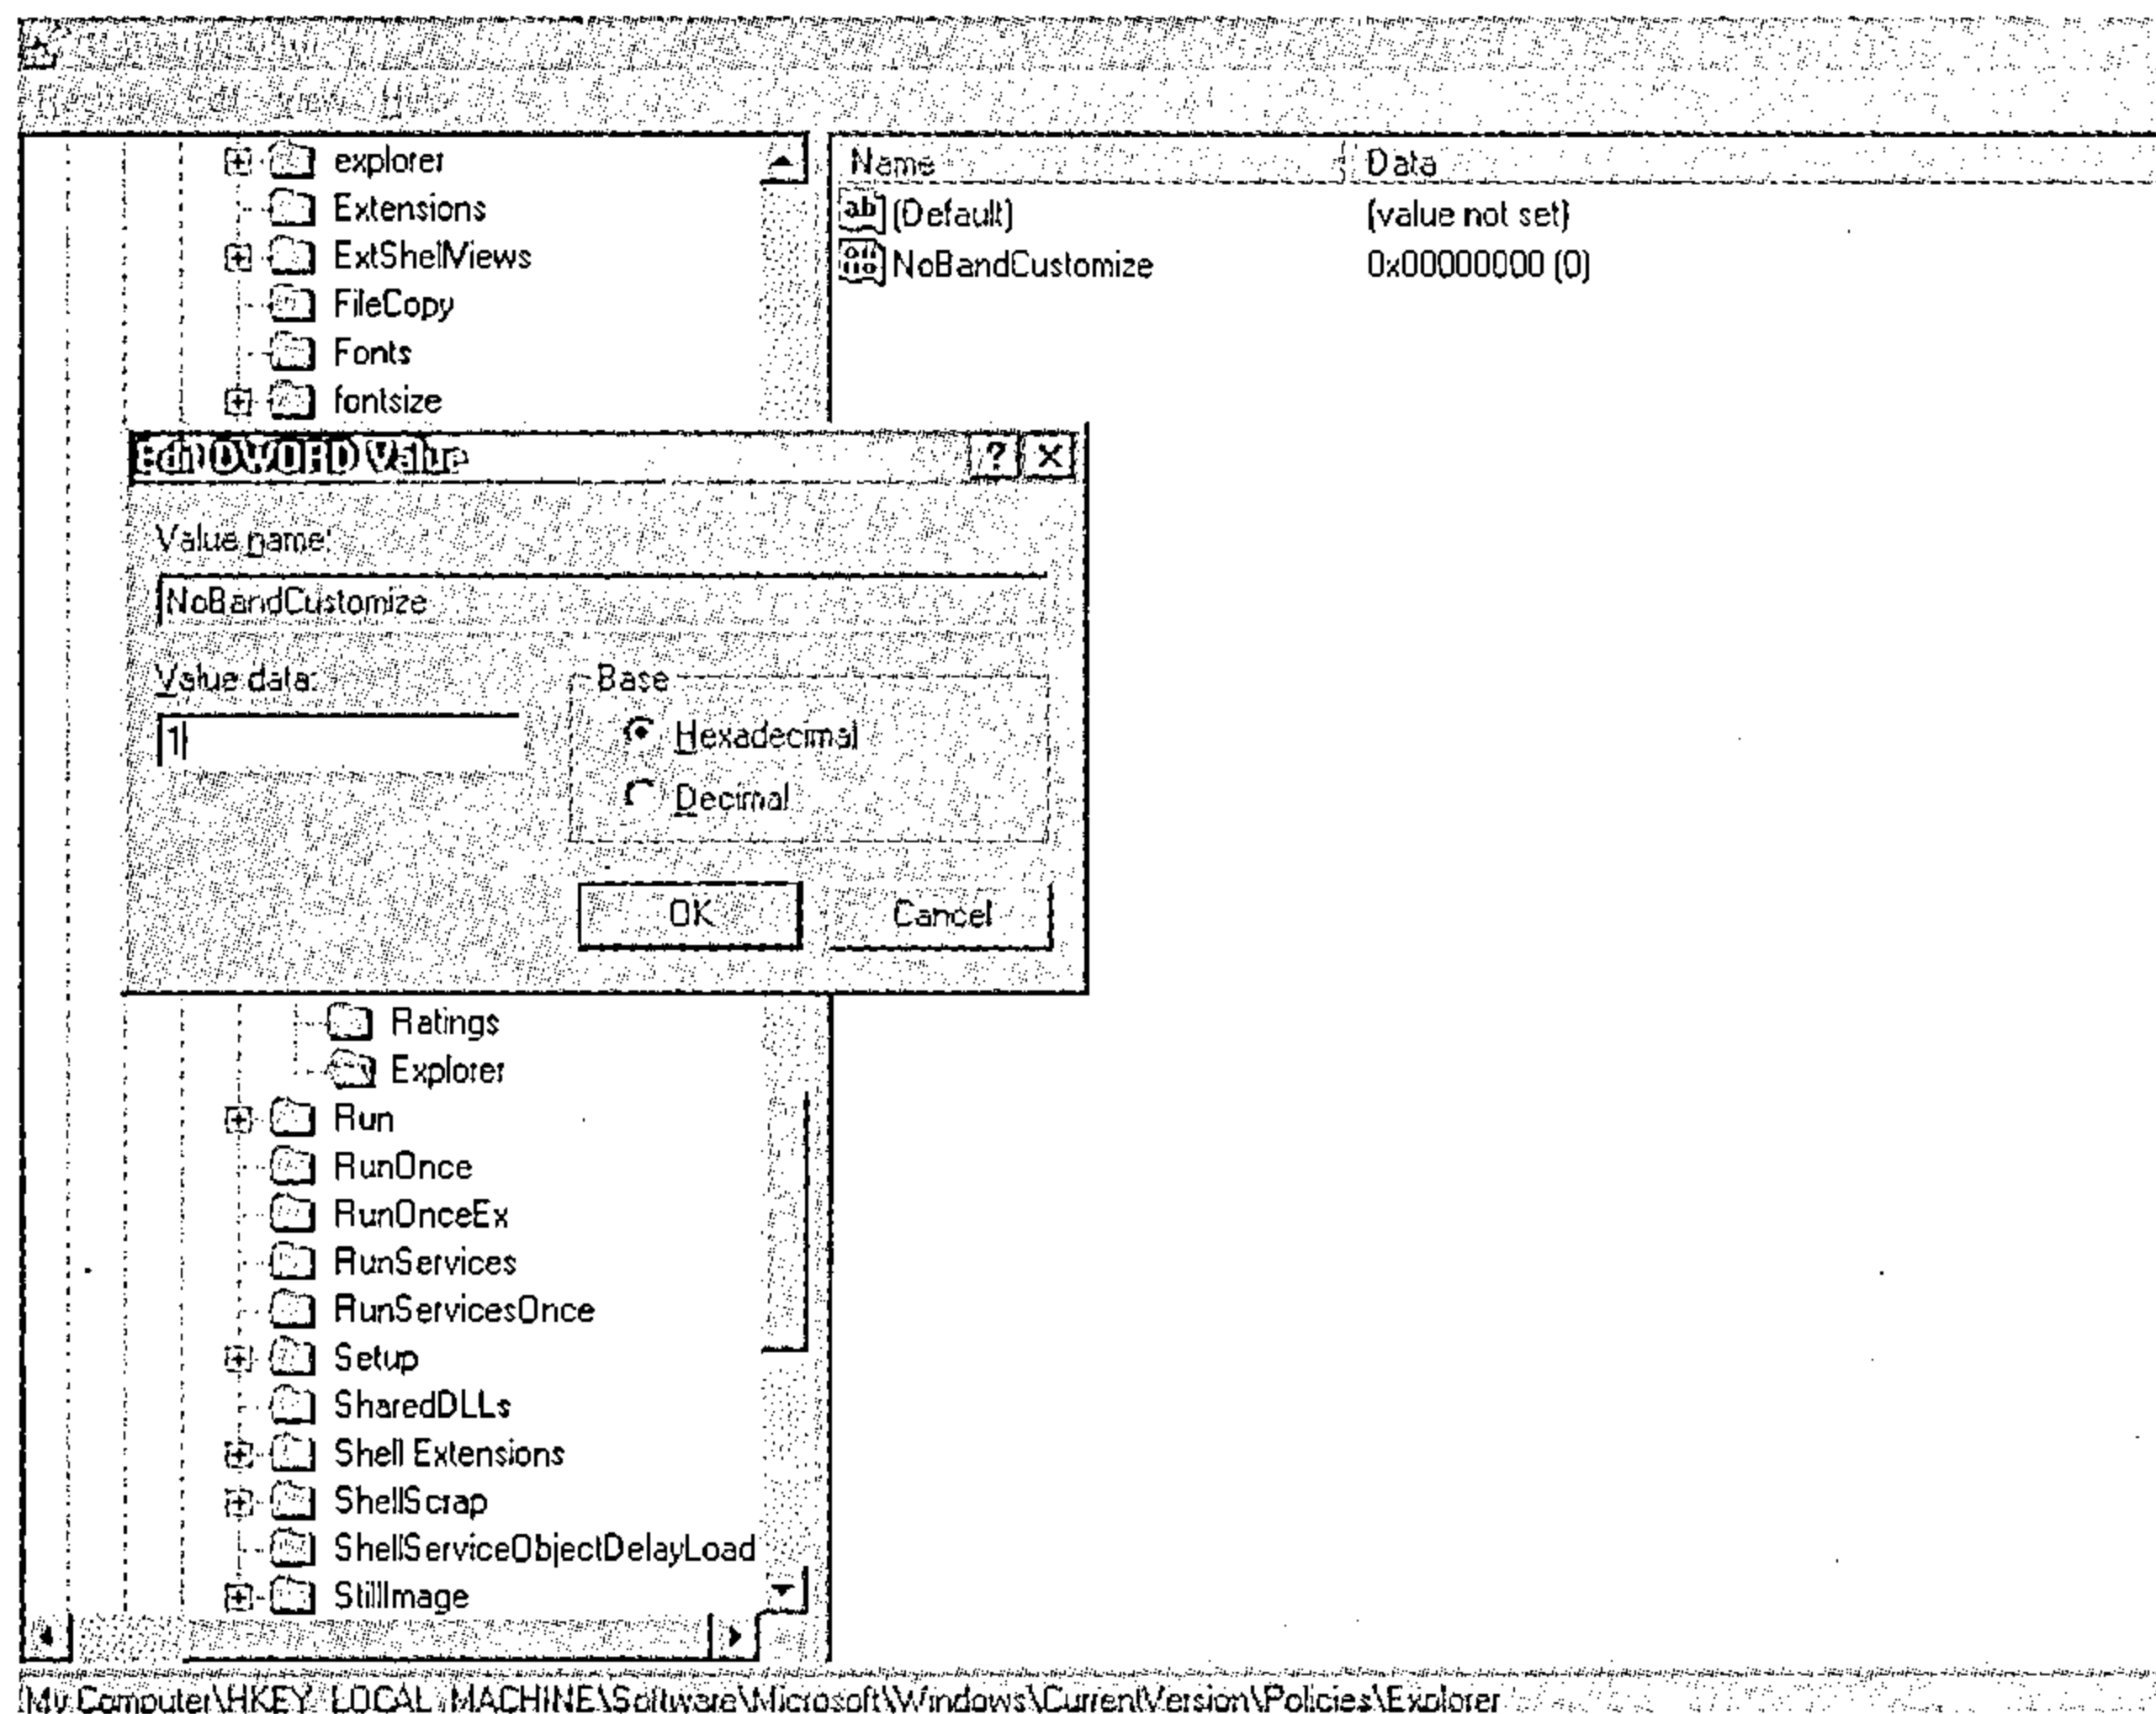 explorer
Extensions
ExtShellViews
FileCopy
Fonts
fontsize
Name Data
(Default) (value not set)
NoBandCustomize 0x00000000 (0)
Edit DWORD Value
Value name:
NoBandCustomize
Value data:
1
Base
Hexadecimal
Decimal
OK Cancel
Ratings
Explorer
Run
RunOnce
RunOnceEx
RunServices
RunServicesOnce
Setup
SharedDLLs
Shell Extensions
ShellScrap
ShellServiceObjectDelayLoad
StillImage
My Computer\HKEY_LOCAL_MACHINE\Software\Microsoft\Windows\CurrentVersion\Policies\Explorer